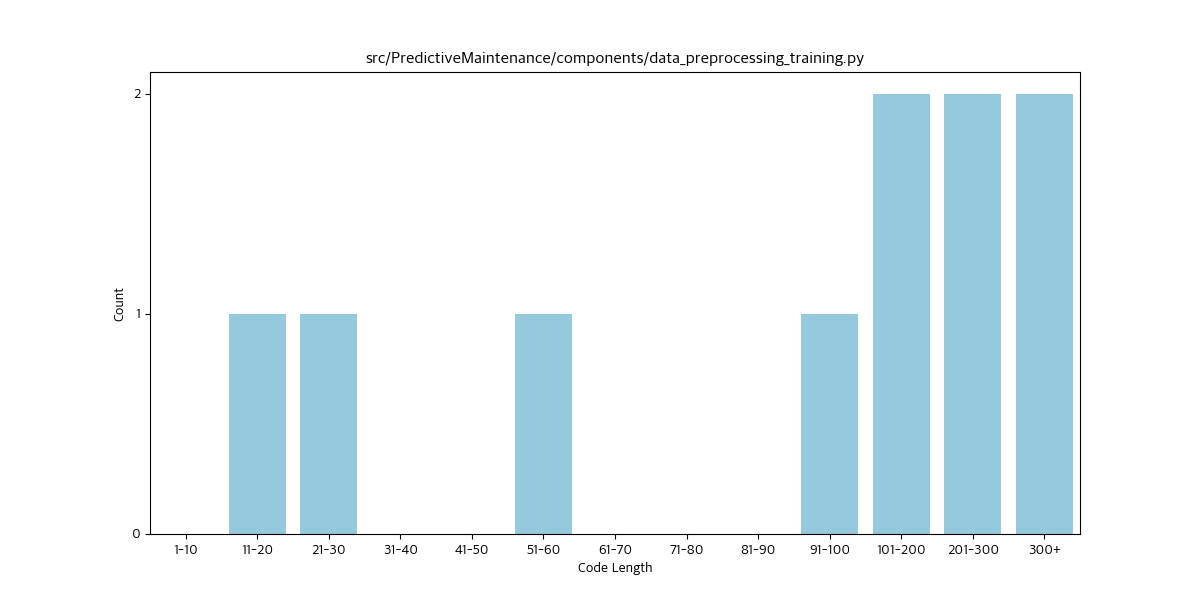 src/PredictiveMaintenance/components/data_preprocessing_training.py
2
1
0
Count
1-10 11-20 21-30 31-40 41-50 51-60 61-70 71-80 81-90 91-100 101-200 201-300 300+
Code Length